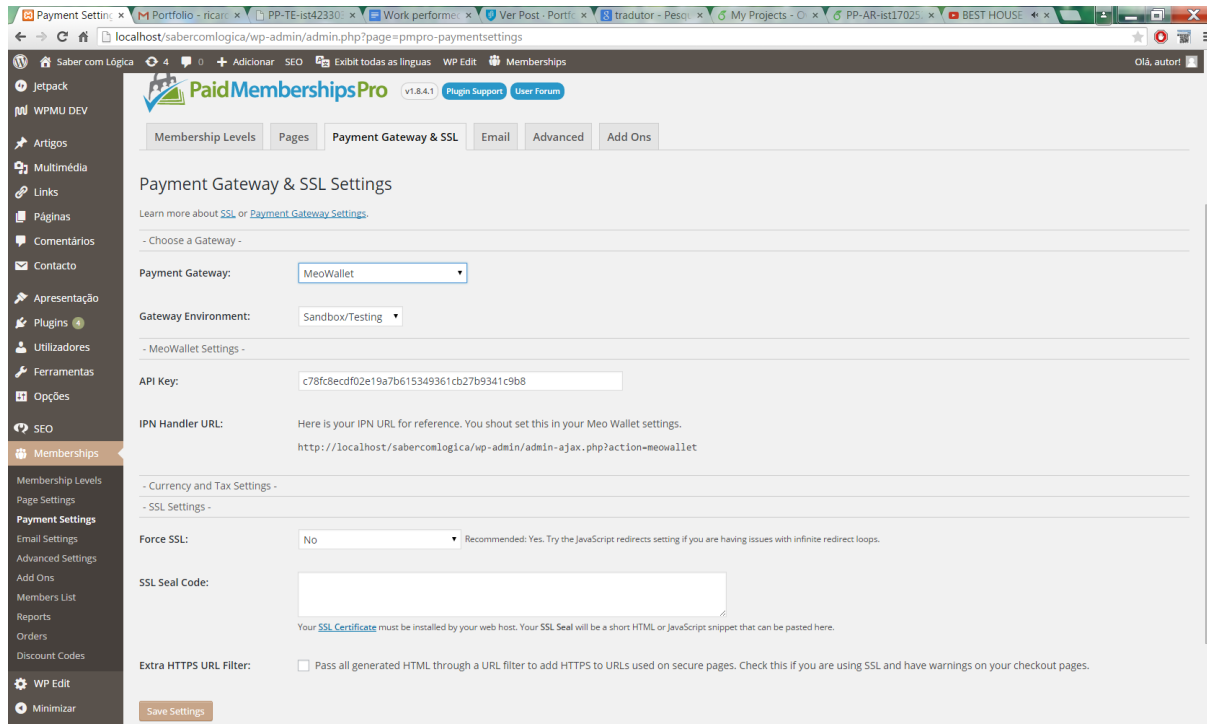 Payment Setting
Portfolio - ricard
PP-TE-ist42330
Work performed
Ver Post · Portfo
tradutor - Pesqu
My Projects - O
PP-AR-ist17025.
BEST HOUSE
localhost/sabercomlogica/wp-admin/admin.php?page=pmpro-paymentsettings
Saber com Lógica 4 0 + Adicionar SEO Exibit todas as linguas WP Edit Memberships Olá, autor!
Jetpack
WPMU DEV
Artigos
Multimédia
Links
Páginas
Comentários
Contacto
Apresentação
Plugins 4
Utilizadores
Ferramentas
Opções
SEO
Memberships
Membership Levels
Page Settings
Payment Settings
Email Settings
Advanced Settings
Add Ons
Members List
Reports
Orders
Discount Codes
WP Edit
Minimizar
Paid Memberships Pro v1.8.4.1 Plugin Support User Forum
Membership Levels Pages Payment Gateway & SSL Email Advanced Add Ons
Payment Gateway & SSL Settings
Learn more about SSL or Payment Gateway Settings.
- Choose a Gateway -
Payment Gateway: MeoWallet
Gateway Environment: Sandbox/Testing
- MeoWallet Settings -
API Key: c78fc8ecdf02e19a7b615349361cb27b9341c9b8
IPN Handler URL: Here is your IPN URL for reference. You shout set this in your Meo Wallet settings.
http://localhost/sabercomlogica/wp-admin/admin-ajax.php?action=meowallet
- Currency and Tax Settings -
- SSL Settings -
Force SSL: No Recommended: Yes. Try the JavaScript redirects setting if you are having issues with infinite redirect loops.
SSL Seal Code:
Your SSL Certificate must be installed by your web host. Your SSL Seal will be a short HTML or JavaScript snippet that can be pasted here.
Extra HTTPS URL Filter: Pass all generated HTML through a URL filter to add HTTPS to URLs used on secure pages. Check this if you are using SSL and have warnings on your checkout pages.
Save Settings